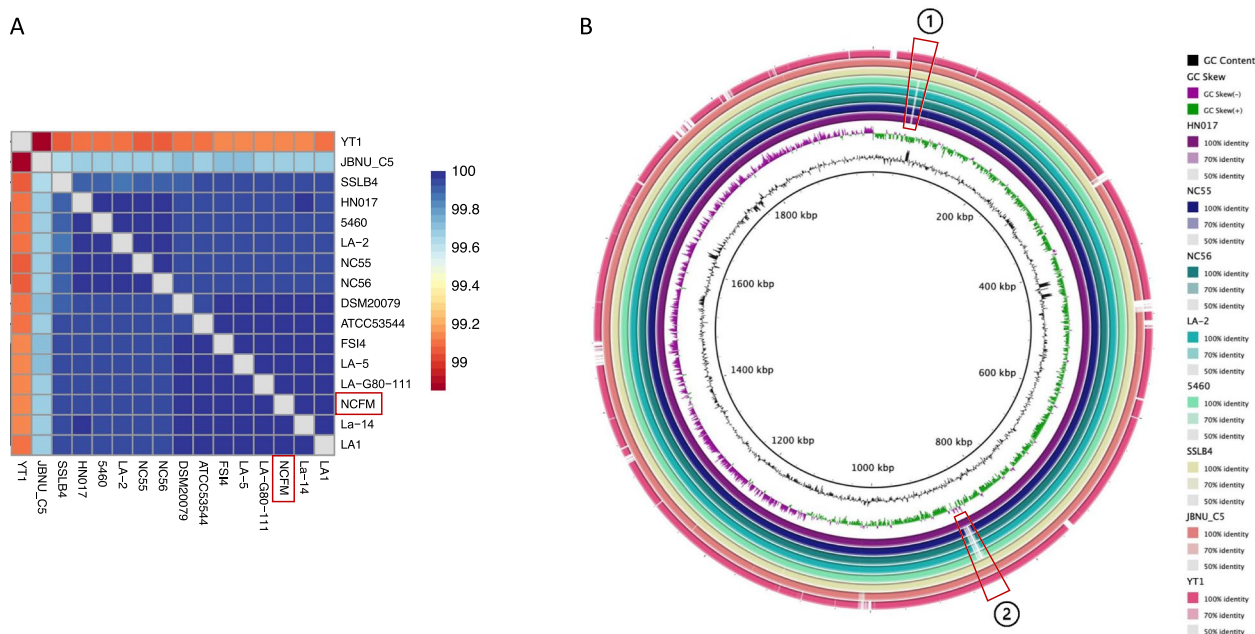 A
YT1
JBNU_C5
SSLB4
HN017
5460
LA-2
NC55
NC56
DSM20079
ATCC53544
FSI4
LA-5
LA-G80-111
NCFM
La-14
LA1
YT1
JBNU_C5
SSLB4
HN017
5460
LA-2
NC55
NC56
DSM20079
ATCC53544
FSI4
LA-5
LA-G80-111
NCFM
La-14
LA1
100
99.8
99.6
99.4
99.2
99
B
1
200 kbp
400 kbp
600 kbp
800 kbp
1000 kbp
1200 kbp
1400 kbp
1600 kbp
1800 kbp
2
GC Content
GC Skew
GC Skew(-)
GC Skew(+)
HN017
100% identity
70% identity
50% identity
NC55
100% identity
70% identity
50% identity
NC56
100% identity
70% identity
50% identity
LA-2
100% identity
70% identity
50% identity
5460
100% identity
70% identity
50% identity
SSLB4
100% identity
70% identity
50% identity
JBNU_C5
100% identity
70% identity
50% identity
YT1
100% identity
70% identity
50% identity